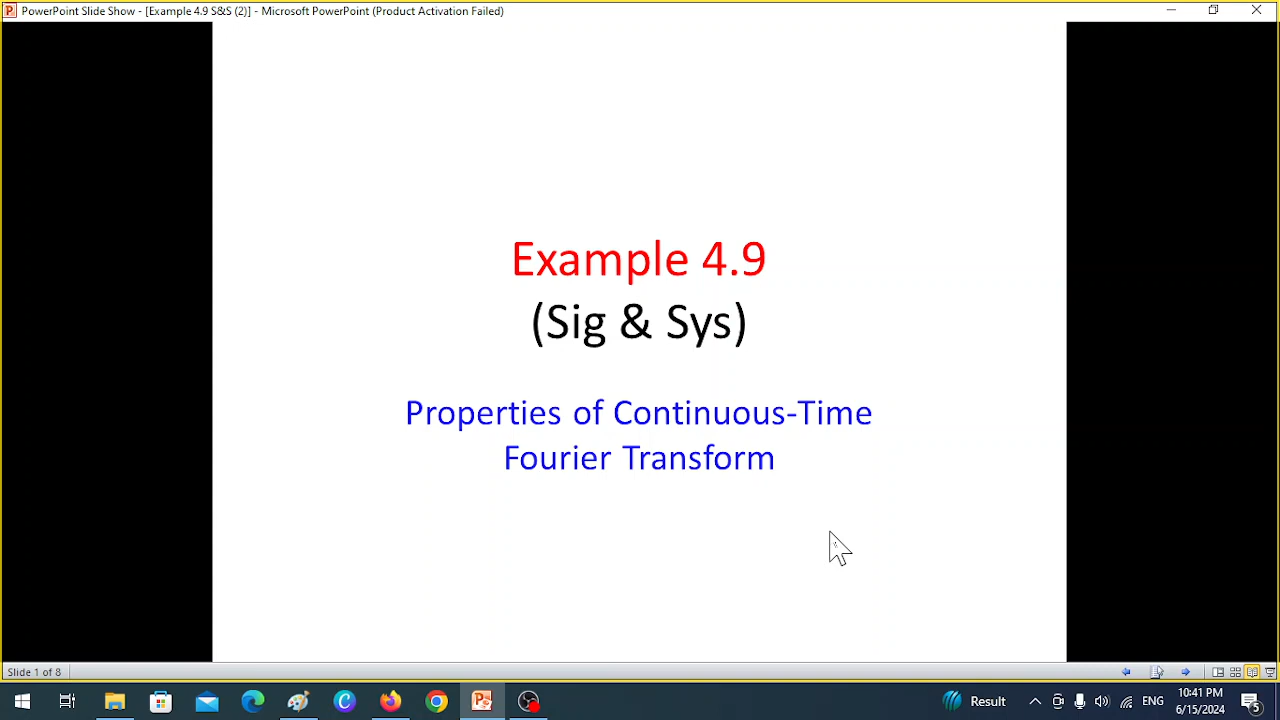 PowerPoint Slide Show - [Example 4.9 S&S (2)] - Microsoft PowerPoint (Product Activation Failed)
Example 4.9
(Sig & Sys)
Properties of Continuous-Time
Fourier Transform
Slide 1 of 8
Result
ENG
10:41 PM
6/15/2024
5